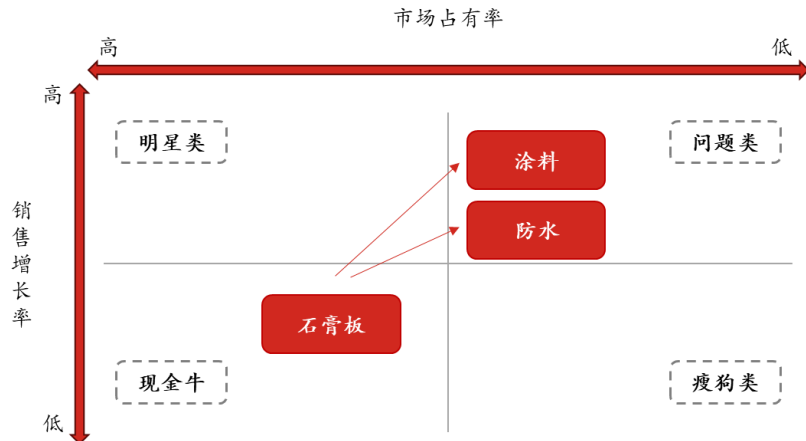 市场占有率
高
低
高
明星类
问题类
涂料
防水
销售增长率
石膏板
现金牛
瘦狗类
低